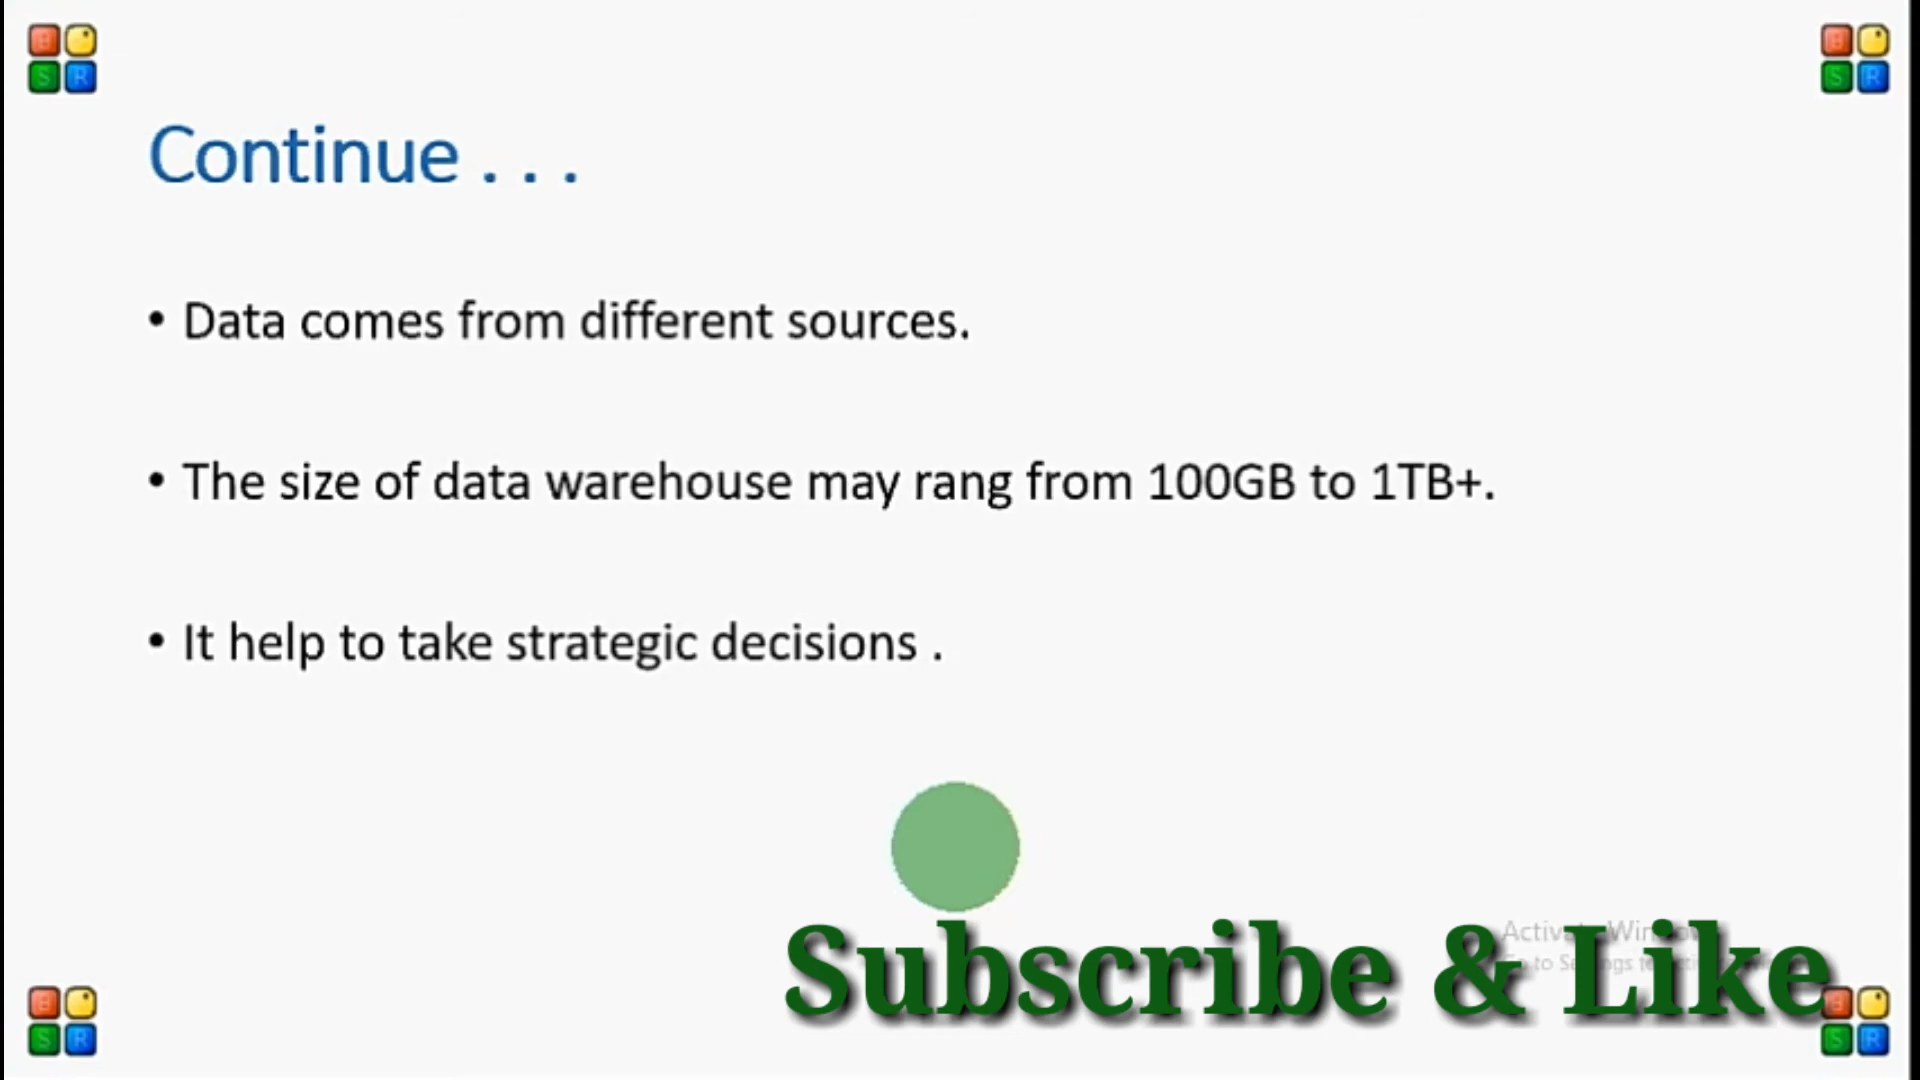 Continue . . .
• Data comes from different sources.
• The size of data warehouse may rang from 100GB to 1TB+.
• It help to take strategic decisions .
Subscribe & Like